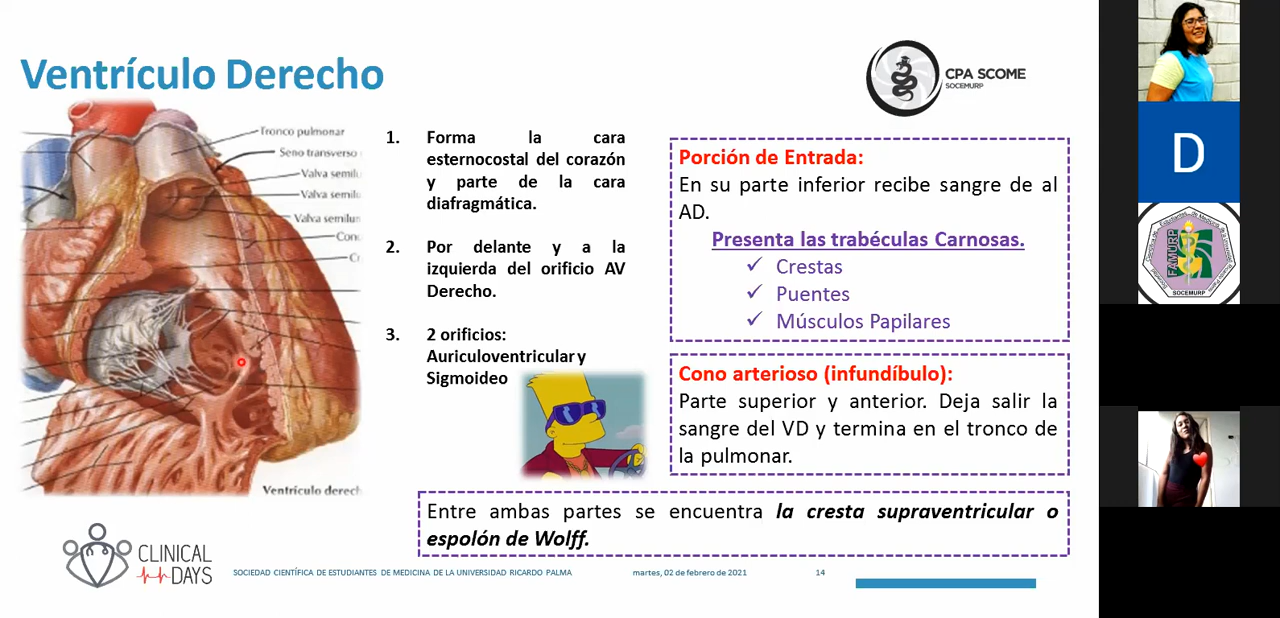 Ventrículo Derecho
CPA SCOME
SOCEMURP
Tronco pulmonar
Seno transverso
Valva semil
Valva semilu
Valva semilu
Con
C
Ventrículo derech
1. Forma la cara
esternocostal del corazón
y parte de la cara
diafragmática.
2. Por delante y a la
izquierda del orificio AV
Derecho.
3. 2 orificios:
Auriculoventricular y
Sigmoideo
Porción de Entrada:
En su parte inferior recibe sangre de al
AD.
Presenta las trabéculas Carnosas.
✓ Crestas
✓ Puentes
✓ Músculos Papilares
Cono arterioso (infundíbulo):
Parte superior y anterior. Deja salir la
sangre del VD y termina en el tronco de
la pulmonar.
Entre ambas partes se encuentra la cresta supraventricular o
espolón de Wolff.
CLINICAL
DAYS
SOCIEDAD CIENTÍFICA DE ESTUDIANTES DE MEDICINA DE LA UNIVERSIDAD RICARDO PALMA
martes, 02 de febrero de 2021
14
D
FAMURP
SOCEMURP